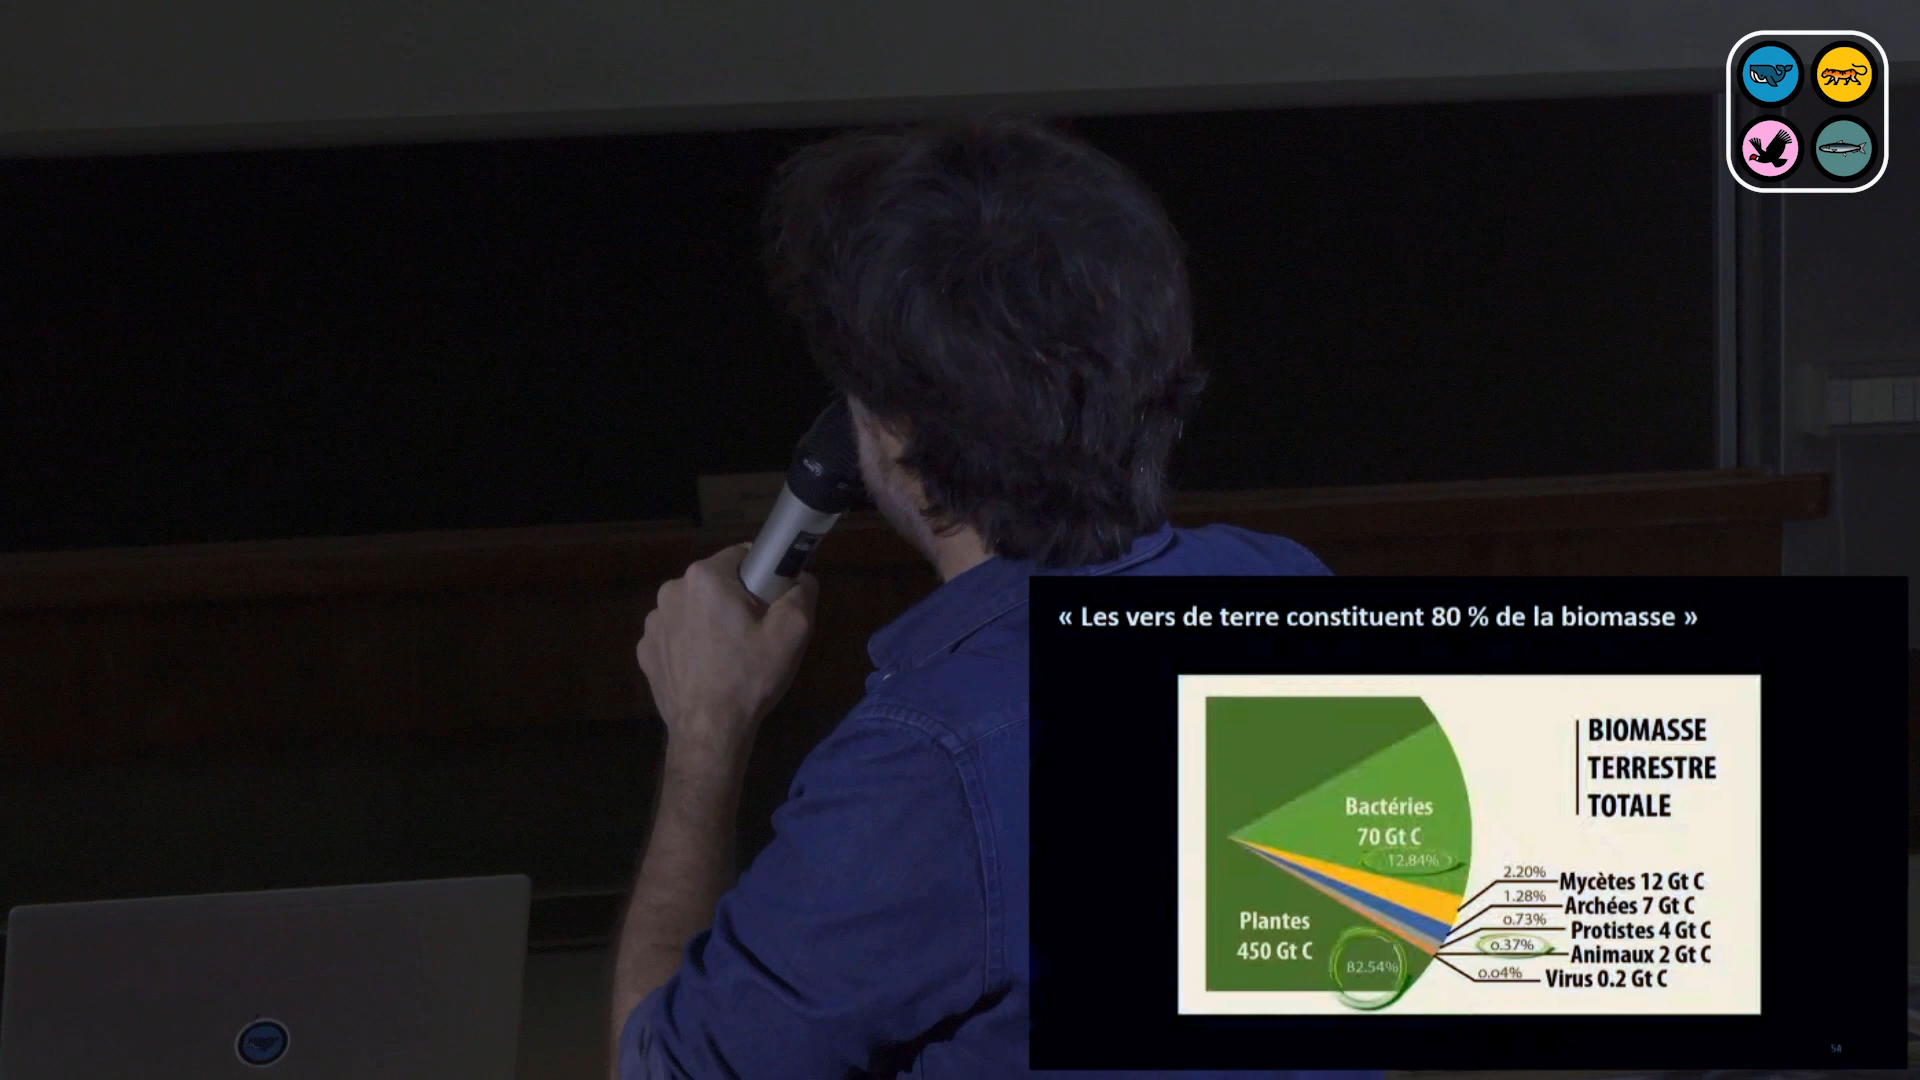 « Les vers de terre constituent 80 % de la biomasse »
BIOMASSE
TERRESTRE
TOTALE
Bactéries
70 Gt C
12.84%
2.20%
Mycètes 12 Gt C
1.28%
Archées 7 Gt C
0.73%
Protistes 4 Gt C
0.37%
Animaux 2 Gt C
0.04%
Virus 0.2 Gt C
Plantes
450 Gt C
82.54%
54